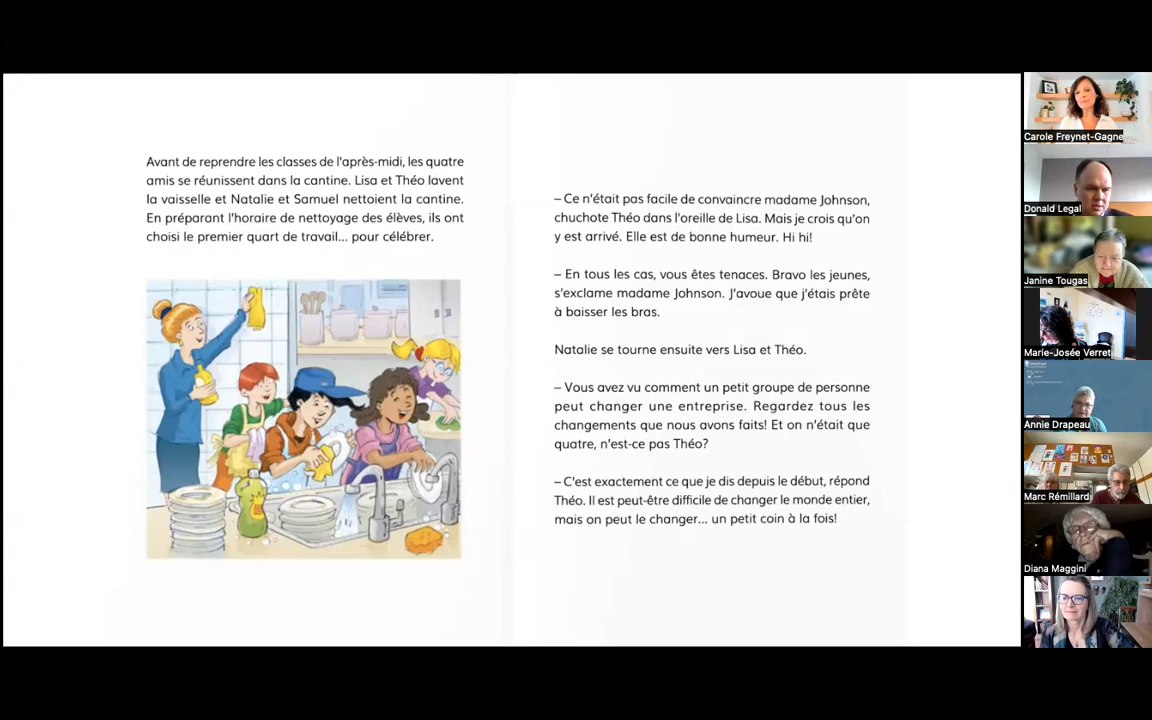 Avant de reprendre les classes de l'après-midi, les quatre
amis se réunissent dans la cantine. Lisa et Théo lavent
la vaisselle et Natalie et Samuel nettoient la cantine.
En préparant l'horaire de nettoyage des élèves, ils ont
choisi le premier quart de travail... pour célébrer.
– Ce n'était pas facile de convaincre madame Johnson,
chuchote Théo dans l'oreille de Lisa. Mais je crois qu'on
y est arrivé. Elle est de bonne humeur. Hi hi!
– En tous les cas, vous êtes tenaces. Bravo les jeunes,
s'exclame madame Johnson. J'avoue que j'étais prête
à baisser les bras.
Natalie se tourne ensuite vers Lisa et Théo.
– Vous avez vu comment un petit groupe de personne
peut changer une entreprise. Regardez tous les
changements que nous avons faits! Et on n'était que
quatre, n'est-ce pas Théo?
– C'est exactement ce que je dis depuis le début, répond
Théo. Il est peut-être difficile de changer le monde entier,
mais on peut le changer... un petit coin à la fois!
Carole Freynet-Gagné
Donald Legal
Janine Tougas
Marie-Josée Verret
Annie Drapeau
Marc Rémillard
Diana Maggini